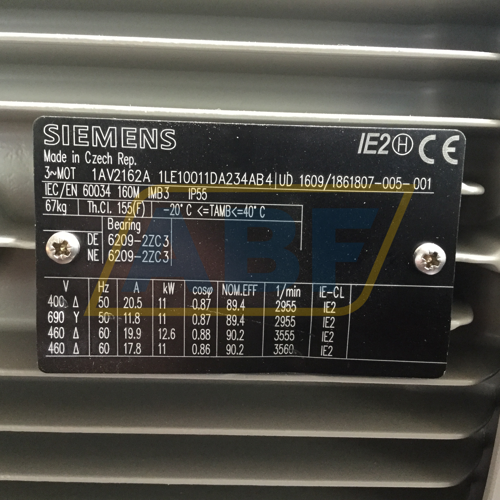 SIEMENS IE2 H CE
Made in Czech Rep.
3~MOT 1AV2162A 1LE10011DA234AB4 UD 1609/1861807-005-001
IEC/EN 60034 160M IMB3 IP55
67kg Th.Cl. 155(F) -20°C <=TAMB<=40°C
Bearing
DE 6209-2ZC3
NE 6209-2ZC3
V Hz A kW cosφ NOM.EFF 1/min IE-CL
400 Δ 50 20.5 11 0.87 89.4 2955 IE2
690 Y 50 11.8 11 0.87 89.4 2955 IE2
460 Δ 60 19.9 12.6 0.88 90.2 3555 IE2
460 Δ 60 17.8 11 0.86 90.2 3560 IE2
ABF